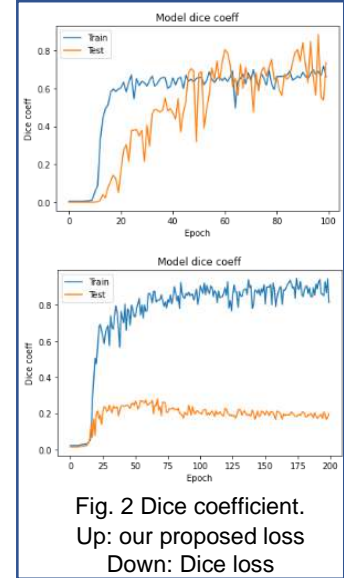 Model dice coeff
Train
Test
Dice coeff
0.8
0.6
0.4
0.2
0.0
0 20 40 60 80 100
Epoch
Model dice coeff
Train
Test
Dice coeff
0.8
0.6
0.4
0.2
0.0
0 25 50 75 100 125 150 175 200
Epoch
Fig. 2 Dice coefficient.
Up: our proposed loss
Down: Dice loss